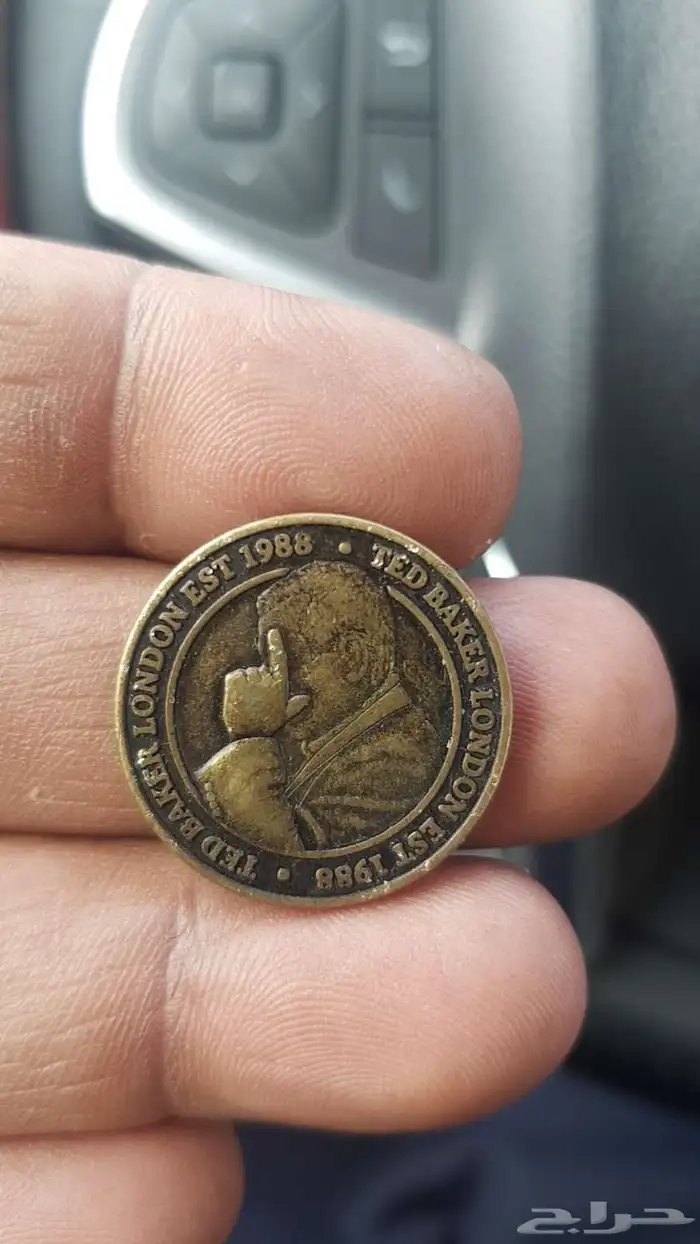 TED BAKER LONDON EST 1988 • TED BAKER LONDON EST 1988 •
حراج